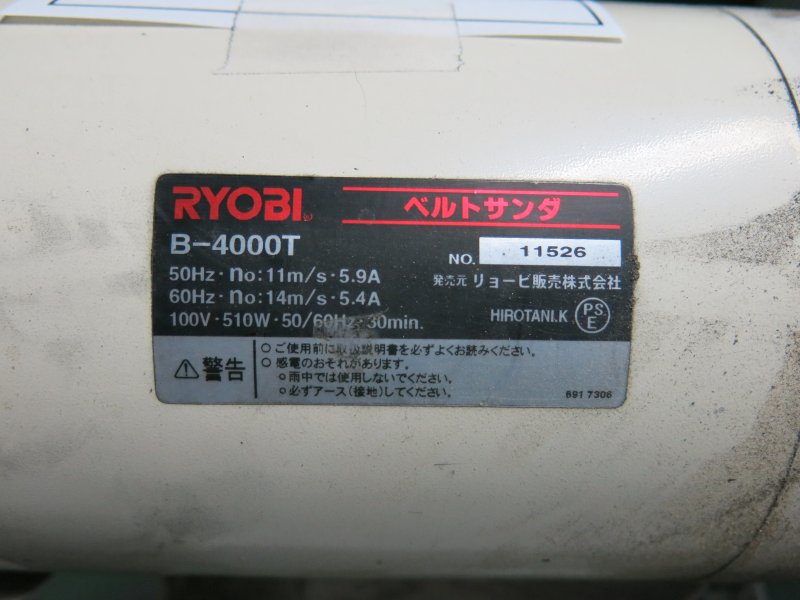 RYOBI ベルトサンダ
B-4000T NO. 11526
50Hz・no:11m/s・5.9A 発売元 リョービ販売株式会社
60Hz・no:14m/s・5.4A HIROTANI.K PS E
100V・510W・50/60Hz・30min.
⚠警告
○ご使用前に取扱説明書を必ずよくお読みください。
○感電のおそれがあります。
○雨中では使用しないでください。
○必ずアース(接地)してください。
691 7306